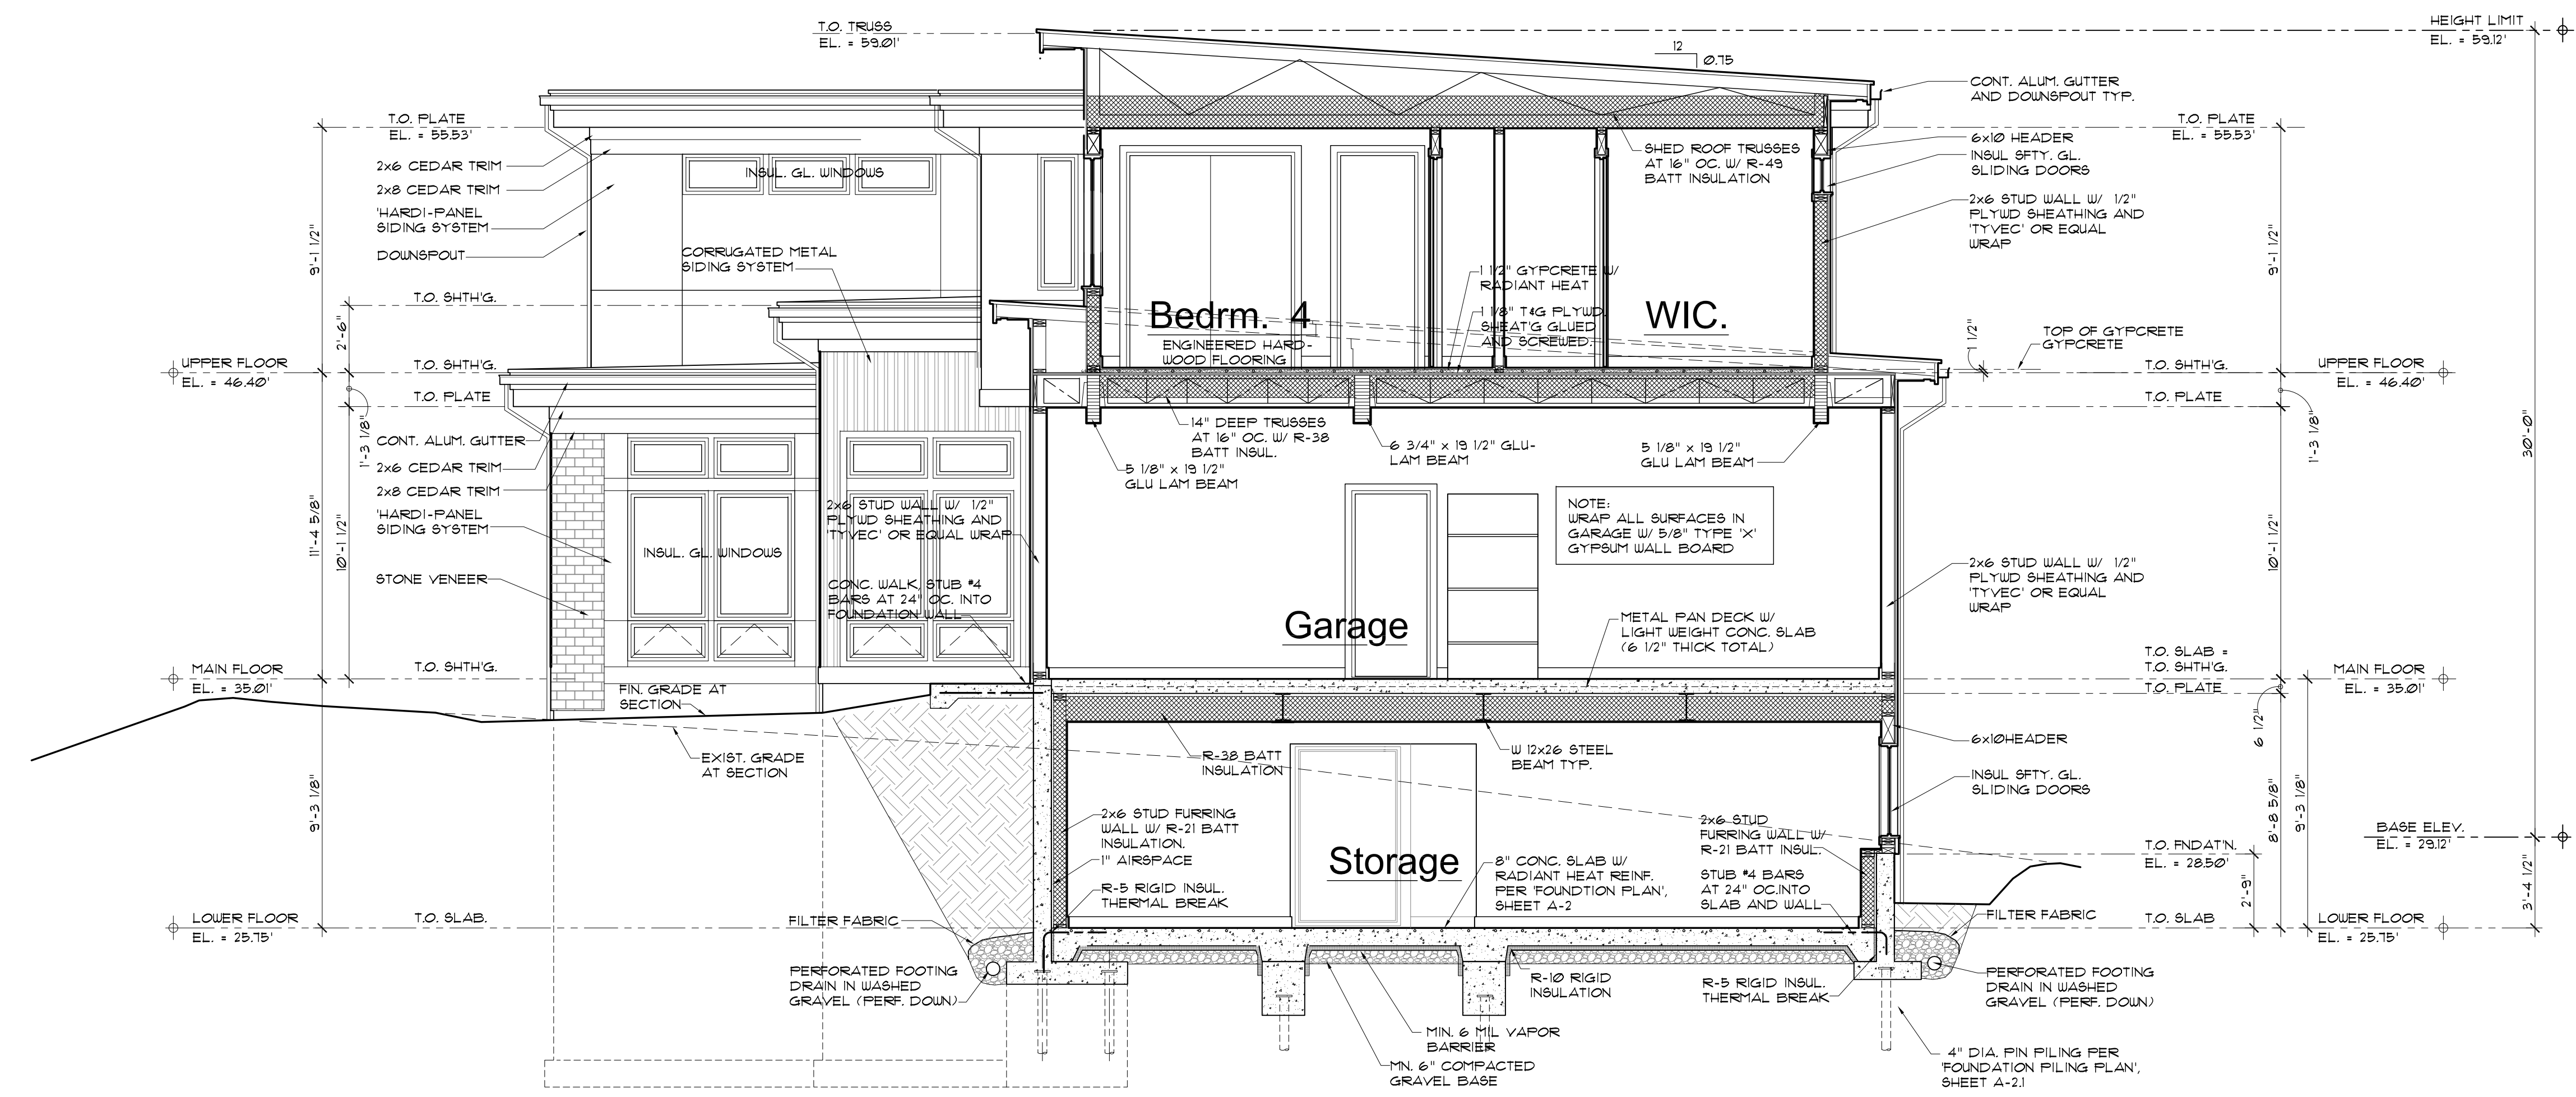 T.O. TRUSS
EL. = 59.01'
HEIGHT LIMIT
EL. = 59.12'
12
0.75
CONT. ALUM. GUTTER
AND DOWNSPOUT TYP.
T.O. PLATE
EL. = 55.53'
T.O. PLATE
EL. = 55.53'
2x6 CEDAR TRIM
2x8 CEDAR TRIM
'HARDI-PANEL
SIDING SYSTEM
DOWNSPOUT
INSUL. GL. WINDOWS
CORRUGATED METAL
SIDING SYSTEM
SHED ROOF TRUSSES
AT 16" OC. W/ R-49
BATT INSULATION
6x10 HEADER
INSUL SFTY. GL.
SLIDING DOORS
2x6 STUD WALL W/ 1/2"
PLYWD SHEATHING AND
'TYVEC' OR EQUAL
WRAP
9'-1 1/2"
9'-1 1/2"
1 1/2" GYPCRETE W/
RADIANT HEAT
1 1/8" T&G PLYWD.
SHEAT'G GLUED
AND SCREWED.
Bedrm. 4
ENGINEERED HARD-
WOOD FLOORING
WIC.
T.O. SHTH'G.
2'-6"
1 1/2"
TOP OF GYPCRETE
GYPCRETE
UPPER FLOOR
EL. = 46.40'
T.O. SHTH'G.
T.O. PLATE
T.O. SHTH'G.
T.O. PLATE
UPPER FLOOR
EL. = 46.40'
1'-3 1/8"
1'-3 1/8"
30'-0"
CONT. ALUM. GUTTER
2x6 CEDAR TRIM
2x8 CEDAR TRIM
'HARDI-PANEL
SIDING SYSTEM
STONE VENEER
14" DEEP TRUSSES
AT 16" OC. W/ R-38
BATT INSUL.
5 1/8" x 19 1/2"
GLU LAM BEAM
6 3/4" x 19 1/2" GLU-
LAM BEAM
5 1/8" x 19 1/2"
GLU LAM BEAM
11'-4 5/8"
10'-1 1/2"
10'-1 1/2"
2x6 STUD WALL W/ 1/2"
PLYWD SHEATHING AND
'TYVEC' OR EQUAL WRAP
INSUL. GL. WINDOWS
CONC. WALK, STUB #4
BARS AT 24" OC. INTO
FOUNDATION WALL
NOTE:
WRAP ALL SURFACES IN
GARAGE W/ 5/8" TYPE 'X'
GYPSUM WALL BOARD
2x6 STUD WALL W/ 1/2"
PLYWD SHEATHING AND
'TYVEC' OR EQUAL
WRAP
Garage
METAL PAN DECK W/
LIGHT WEIGHT CONC. SLAB
(6 1/2" THICK TOTAL)
MAIN FLOOR
EL. = 35.01'
T.O. SHTH'G.
T.O. SLAB =
T.O. SHTH'G.
T.O. PLATE
MAIN FLOOR
EL. = 35.01'
FIN. GRADE AT
SECTION
EXIST. GRADE
AT SECTION
R-38 BATT
INSULATION
W 12x26 STEEL
BEAM TYP.
6x10HEADER
INSUL SFTY. GL.
SLIDING DOORS
6 1/2"
9'-3 1/8"
8'-8 5/8"
9'-3 1/8"
2x6 STUD FURRING
WALL W/ R-21 BATT
INSULATION.
1" AIRSPACE
R-5 RIGID INSUL.
THERMAL BREAK
Storage
8" CONC. SLAB W/
RADIANT HEAT REINF.
PER 'FOUNDTION PLAN',
SHEET A-2
2x6 STUD
FURRING WALL W/
R-21 BATT INSUL.
STUB #4 BARS
AT 24" OC.INTO
SLAB AND WALL
BASE ELEV.
EL. = 29.12'
T.O. FNDAT'N.
EL. = 28.50'
2'-9"
3'-4 1/2"
LOWER FLOOR
EL. = 25.75'
T.O. SLAB.
FILTER FABRIC
FILTER FABRIC
T.O. SLAB
LOWER FLOOR
EL. = 25.75'
PERFORATED FOOTING
DRAIN IN WASHED
GRAVEL (PERF. DOWN)
R-10 RIGID
INSULATION
R-5 RIGID INSUL.
THERMAL BREAK
PERFORATED FOOTING
DRAIN IN WASHED
GRAVEL (PERF. DOWN)
MIN. 6 MIL VAPOR
BARRIER
MN. 6" COMPACTED
GRAVEL BASE
4" DIA. PIN PILING PER
'FOUNDATION PILING PLAN',
SHEET A-2.1